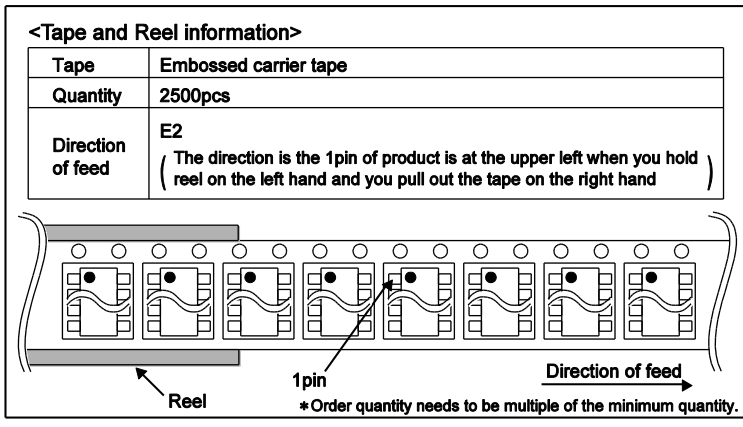 <Tape and Reel information>
Tape Embossed carrier tape
Quantity 2500pcs
Direction of feed E2
( The direction is the 1pin of product is at the upper left when you hold
reel on the left hand and you pull out the tape on the right hand )
Reel
1pin
Direction of feed
*Order quantity needs to be multiple of the minimum quantity.